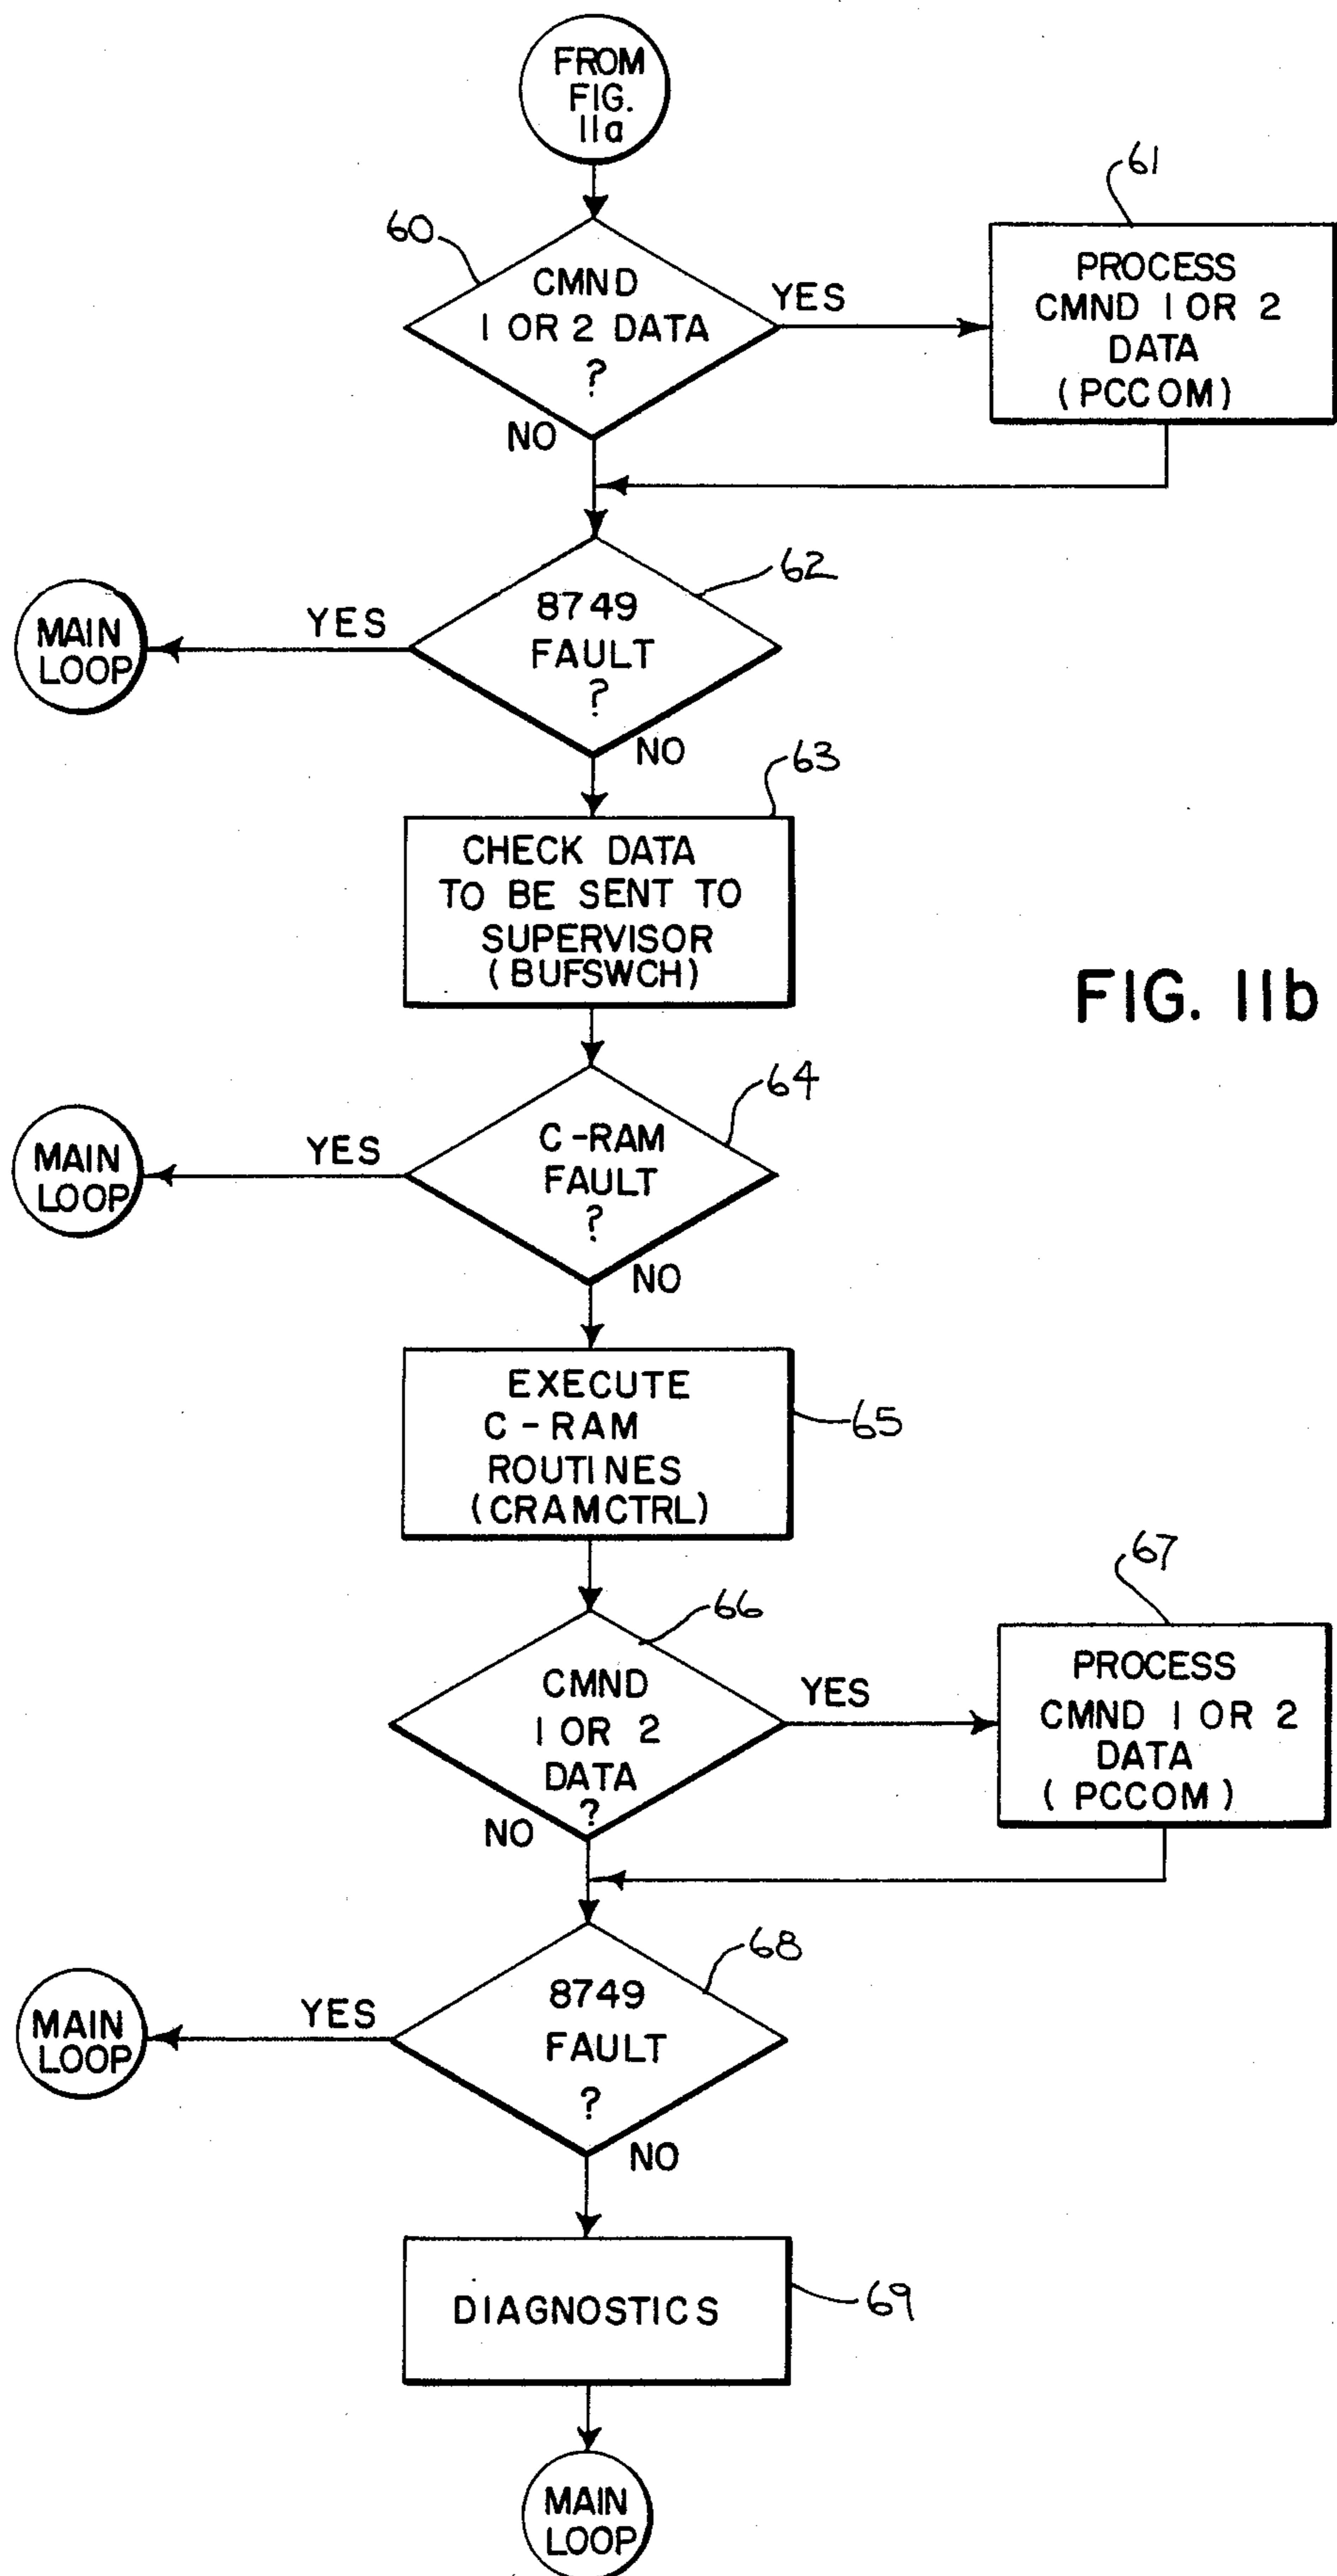 FROM
FIG.
11a
60
CMND
1 OR 2 DATA
?
YES
NO
61
PROCESS
CMND 1 OR 2
DATA
(PCCOM)
62
8749
FAULT
?
YES
MAIN
LOOP
NO
63
CHECK DATA
TO BE SENT TO
SUPERVISOR
(BUFSWCH)
FIG. 11b
64
C-RAM
FAULT
?
YES
MAIN
LOOP
NO
EXECUTE
C-RAM
ROUTINES
(CRAMCTRL)
65
66
CMND
1 OR 2
DATA
?
YES
NO
67
PROCESS
CMND 1 OR 2
DATA
(PCCOM)
68
8749
FAULT
?
YES
MAIN
LOOP
NO
DIAGNOSTICS
69
MAIN
LOOP